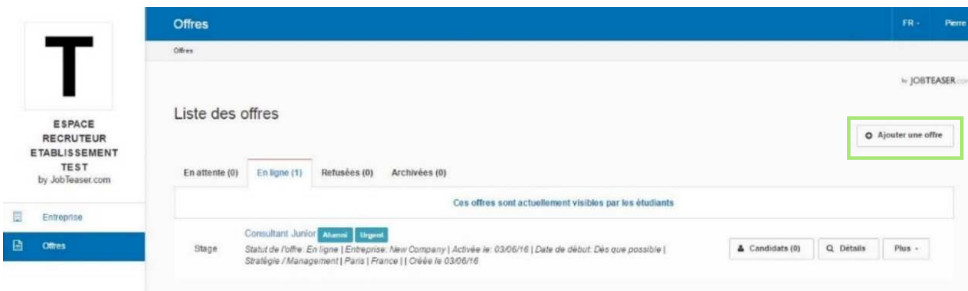 T
ESPACE
RECRUTEUR
ETABLISSEMENT
TEST
by JobTeaser.com
Entreprise
Offres
Offres
FR
Pierre
Offres
by JOBTEASER.com
Liste des offres
Ajouter une offre
En attente (0) En ligne (1) Refusées (0) Archivées (0)
Ces offres sont actuellement visibles par les étudiants
Stage
Consultant Junior Alumni Urgent
Statut de l'offre: En ligne | Entreprise: New Company | Activée le: 03/06/16 | Date de début: Dès que possible |
Stratégie / Management | Paris | France | | Créée le 03/06/16
Candidats (0) Détails Plus